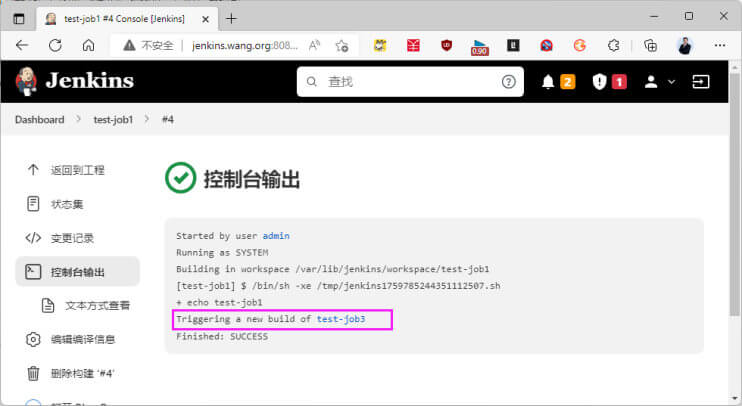 test-job1 #4 Console [Jenkins]
不安全 | jenkins.wang.org:808...
0.90
Jenkins
查找
2
1
Dashboard
test-job1
#4
返回到工程
状态集
变更记录
控制台输出
文本方式查看
编辑编译信息
删除构建 '#4'
控制台输出
Started by user admin
Running as SYSTEM
Building in workspace /var/lib/jenkins/workspace/test-job1
[test-job1] $ /bin/sh -xe /tmp/jenkins1759785244351112507.sh
+ echo test-job1
Triggering a new build of test-job3
Finished: SUCCESS